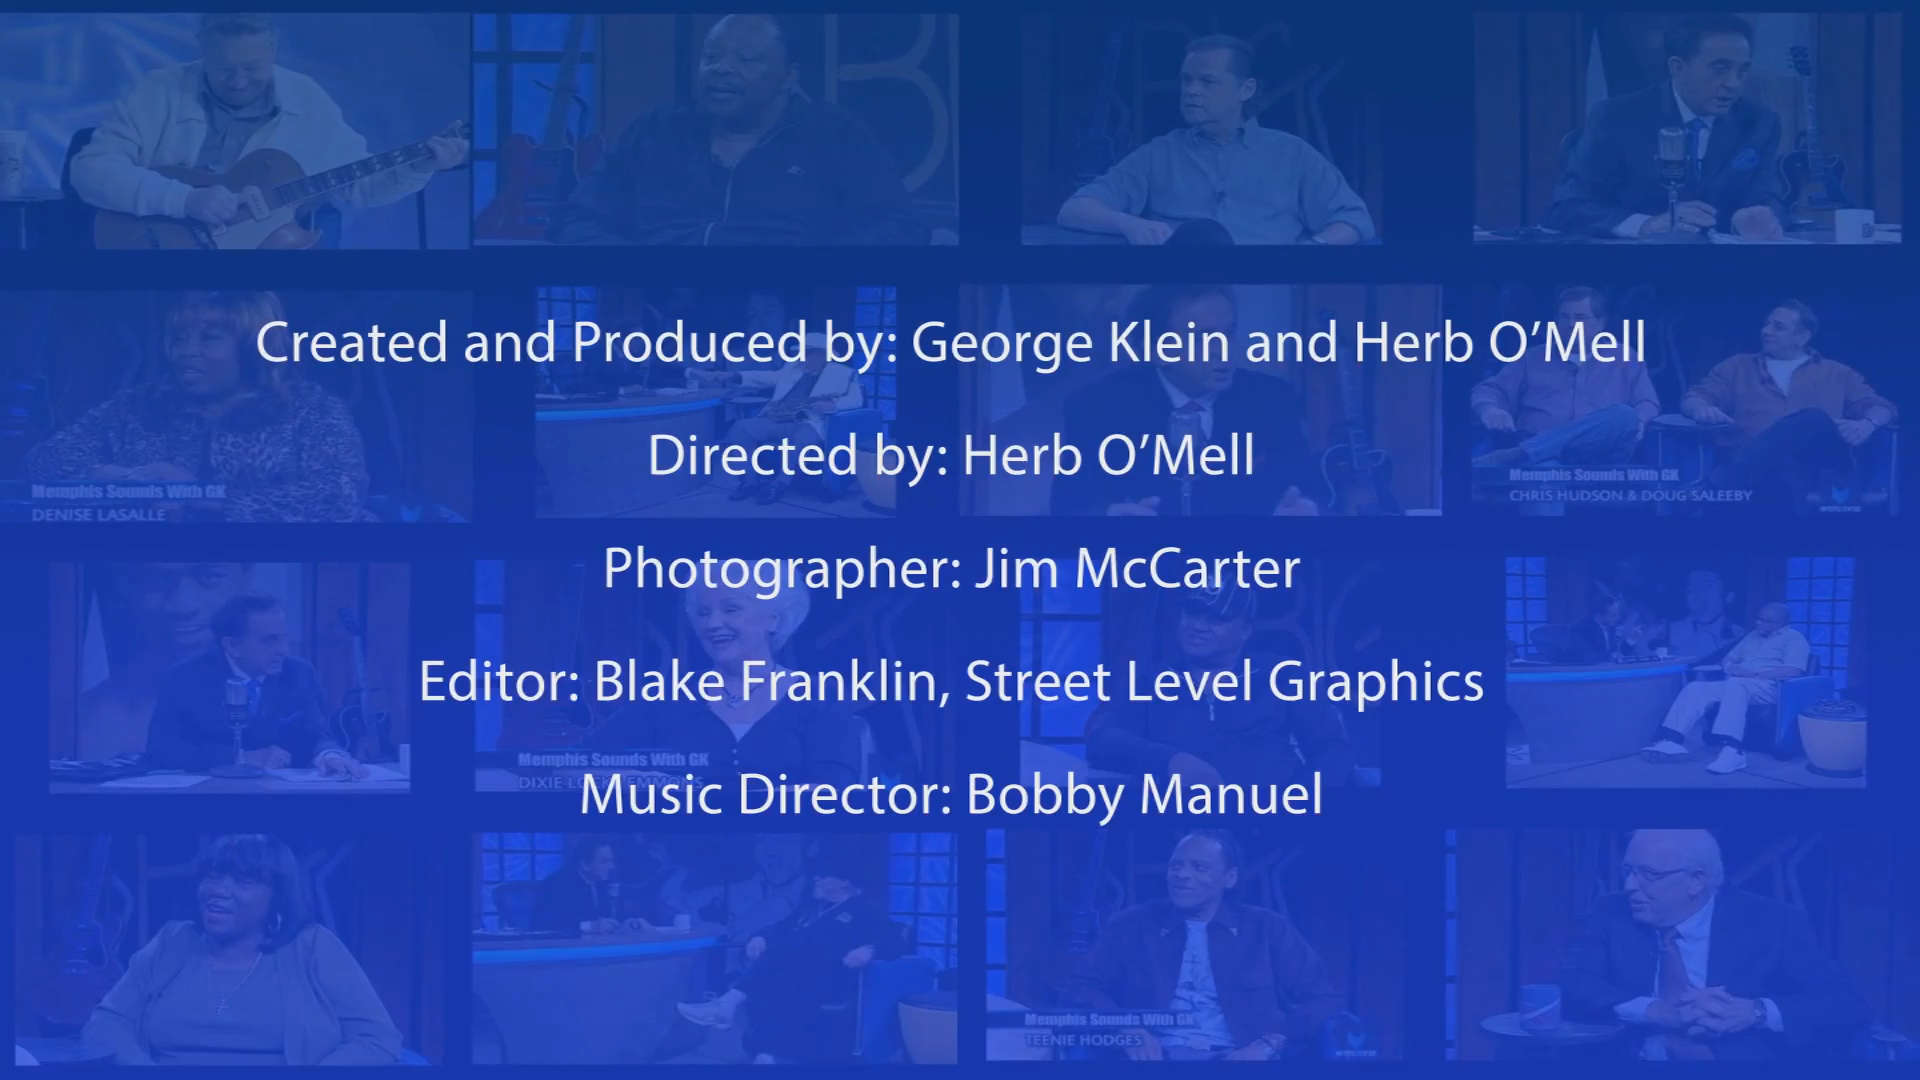 Created and Produced by: George Klein and Herb O’Mell
Directed by: Herb O’Mell
Memphis Sounds With GK
DENISE LASALLE
Memphis Sounds With GK
CHRIS HUDSON & DOUG SALEEBY
Photographer: Jim McCarter
Editor: Blake Franklin, Street Level Graphics
Memphis Sounds With GK
DIXIE
Music Director: Bobby Manuel
Memphis Sounds With GK
TEENIE HODGES